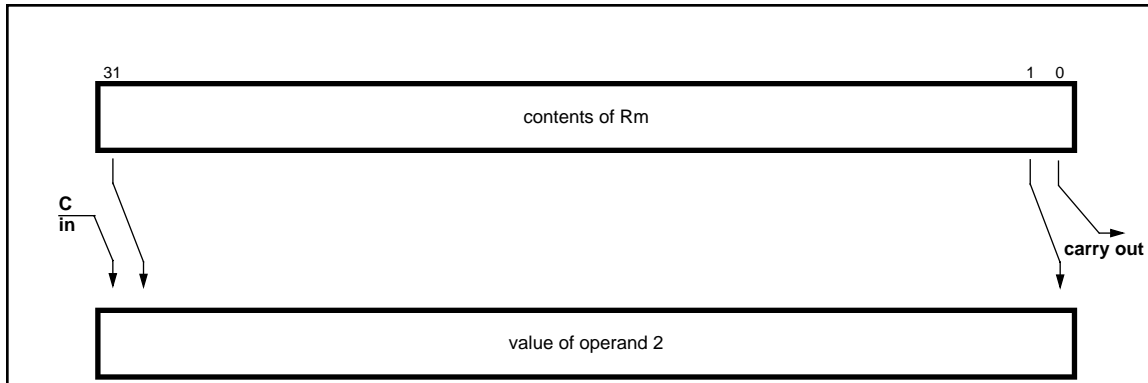 31
1 0
contents of Rm
C
in
carry out
value of operand 2